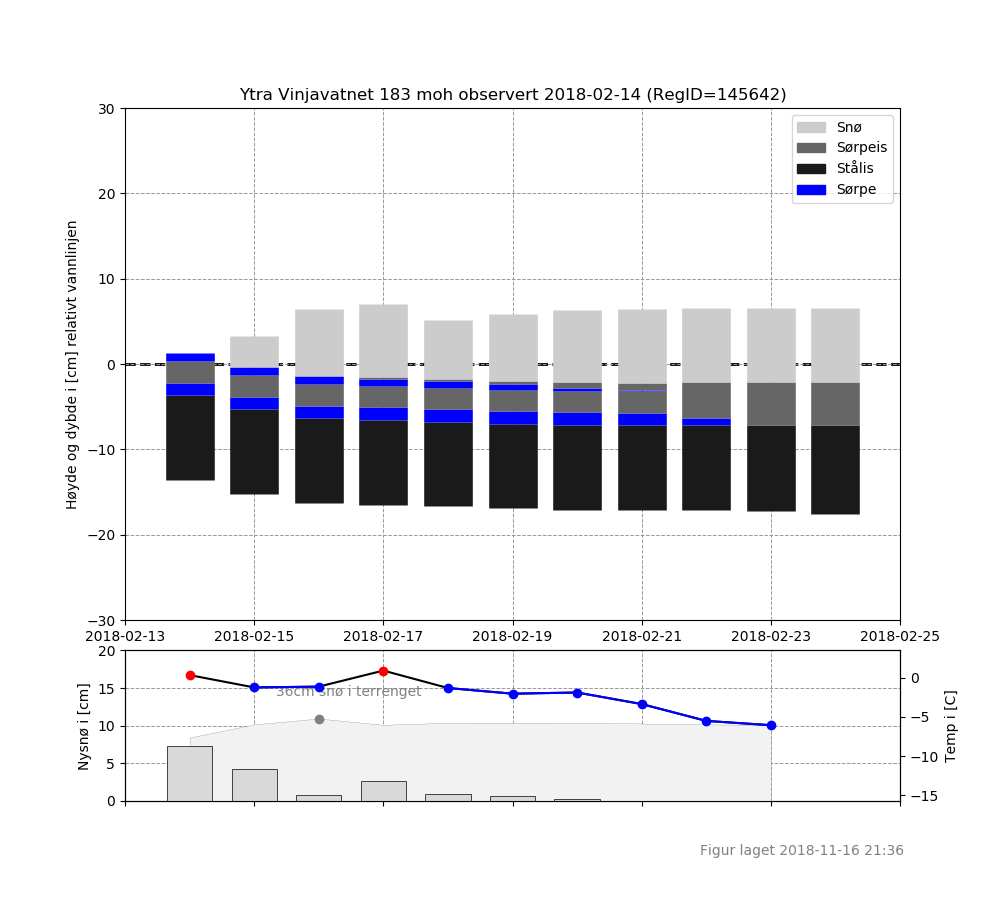 Ytra Vinjavatnet 183 moh observert 2018-02-14 (RegID=145642)
Høyde og dybde i [cm] relativt vannlinjen
30
20
10
0
−10
−20
−30
Snø
Sørpeis
Stålis
Sørpe
2018-02-13 2018-02-15 2018-02-17 2018-02-19 2018-02-21 2018-02-23 2018-02-25
Nysnø i [cm]
20
15
10
5
0
36cm snø i terrenget
0
−5
−10
−15
Temp i [C]
Figur laget 2018-11-16 21:36